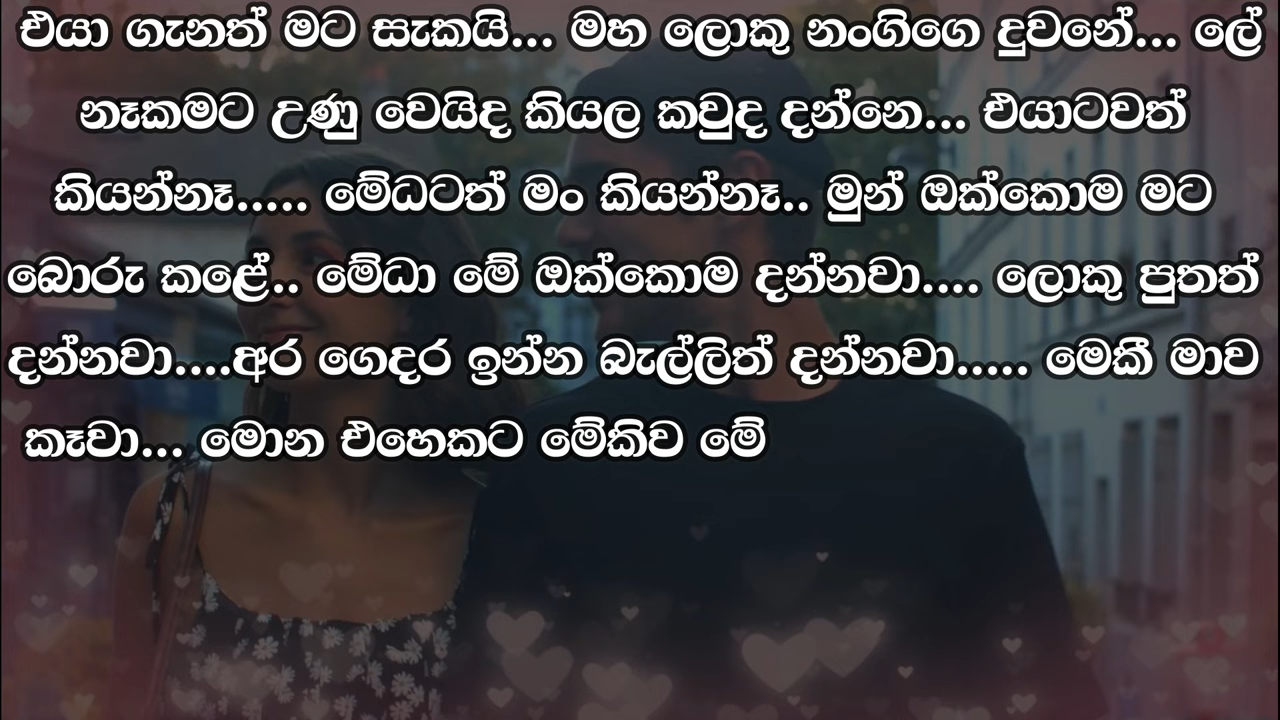 එයා ගැනත් මට සැකයි... මහ ලොකු නංගිගෙ දුවනේ... ලේ
නෑකමට උණු වෙයිද කියල කවුද දන්නෙ... එයාටවත්
කියන්නෑ..... මේධටත් මං කියන්නෑ.. මුන් ඔක්කොම මට
බොරු කළේ.. මේධා මේ ඔක්කොම දන්නවා.... ලොකු පුතත්
දන්නවා....අර ගෙදර ඉන්න බැල්ලිත් දන්නවා..... මෙකී මාව
කෑවා... මොන එහෙකට මේකිව මේ